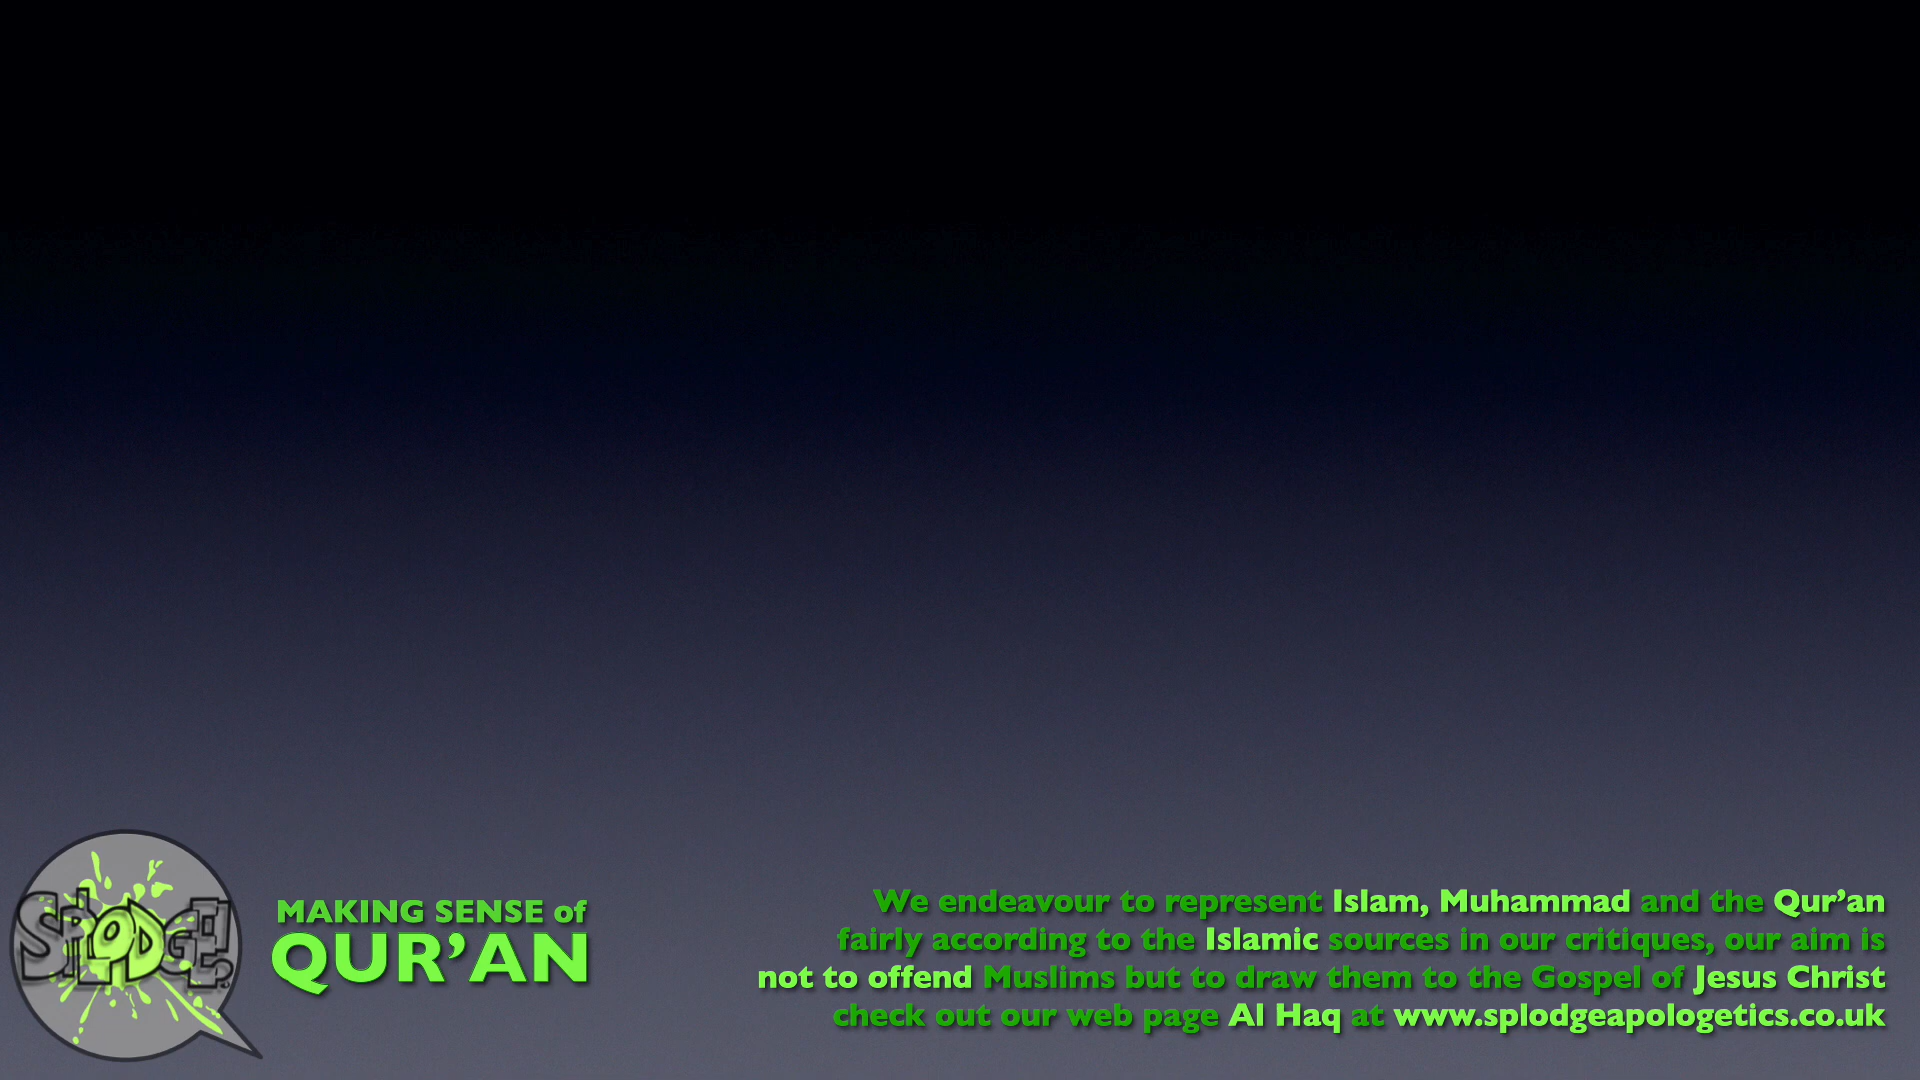 SPLODGE!
MAKING SENSE of
QUR’AN
We endeavour to represent Islam, Muhammad and the Qur’an
fairly according to the Islamic sources in our critiques, our aim is
not to offend Muslims but to draw them to the Gospel of Jesus Christ
check out our web page Al Haq at www.splodgeapologetics.co.uk